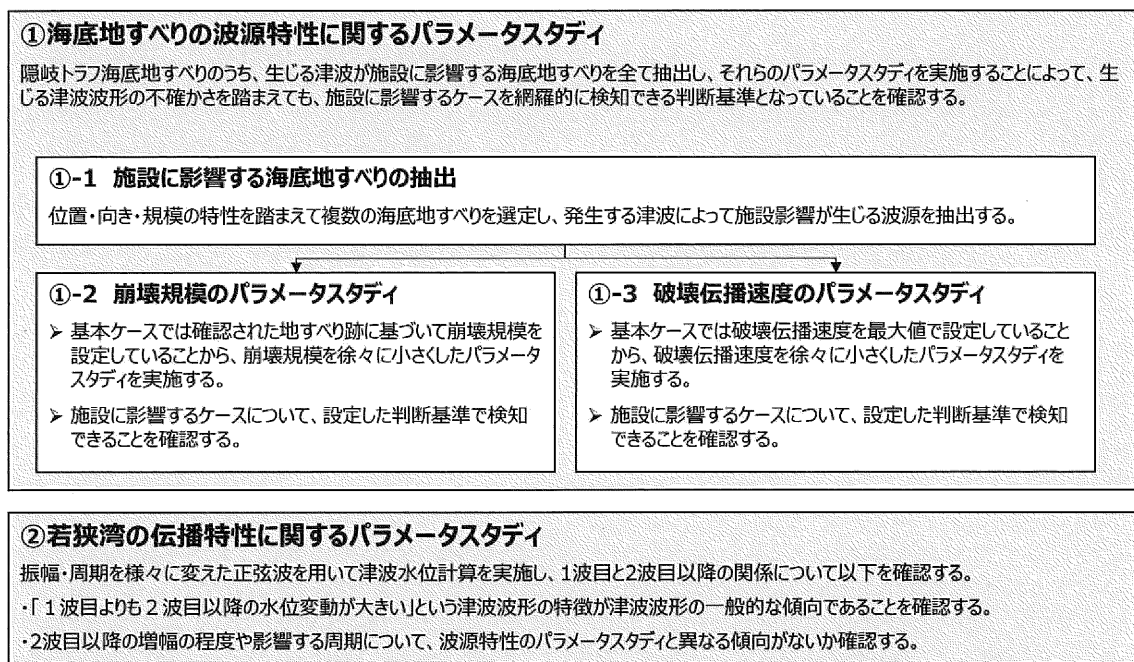 ①海底地すべりの波源特性に関するパラメータスタディ
隠岐トラフ海底地すべりのうち、生じる津波が施設に影響する海底地すべりを全て抽出し、それらのパラメータスタディを実施することによって、生
じる津波波形の不確かさを踏まえても、施設に影響するケースを網羅的に検知できる判断基準となっていることを確認する。
①-1 施設に影響する海底地すべりの抽出
位置・向き・規模の特性を踏まえて複数の海底地すべりを選定し、発生する津波によって施設影響が生じる波源を抽出する。
①-2 崩壊規模のパラメータスタディ
➢ 基本ケースでは確認された地すべり跡に基づいて崩壊規模を
設定していることから、崩壊規模を徐々に小さくしたパラメータ
スタディを実施する。
➢ 施設に影響するケースについて、設定した判断基準で検知
できることを確認する。
①-3 破壊伝播速度のパラメータスタディ
➢ 基本ケースでは破壊伝播速度を最大値で設定していること
から、破壊伝播速度を徐々に小さくしたパラメータスタディを
実施する。
➢ 施設に影響するケースについて、設定した判断基準で検知
できることを確認する。
②若狭湾の伝播特性に関するパラメータスタディ
振幅・周期を様々に変えた正弦波を用いて津波水位計算を実施し、1波目と2波目以降の関係について以下を確認する。
・「１波目よりも２波目以降の水位変動が大きい」という津波波形の特徴が津波波形の一般的な傾向であることを確認する。
・2波目以降の増幅の程度や影響する周期について、波源特性のパラメータスタディと異なる傾向がないか確認する。